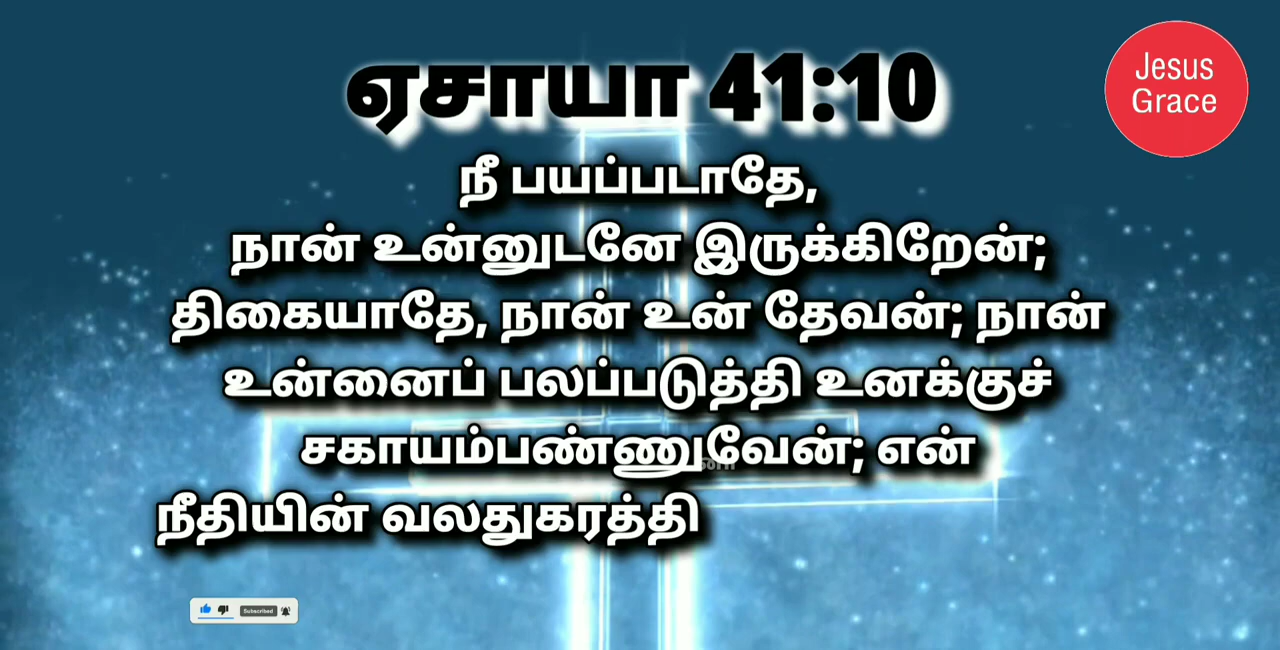 ஏசாயா 41:10
Jesus
Grace
நீ பயப்படாதே,
நான் உன்னுடனே இருக்கிறேன்;
திகையாதே, நான் உன் தேவன்; நான்
உன்னைப் பலப்படுத்தி உனக்குச்
சகாயம்பண்ணுவேன்; என்
நீதியின் வலதுகரத்தி
Subscribed